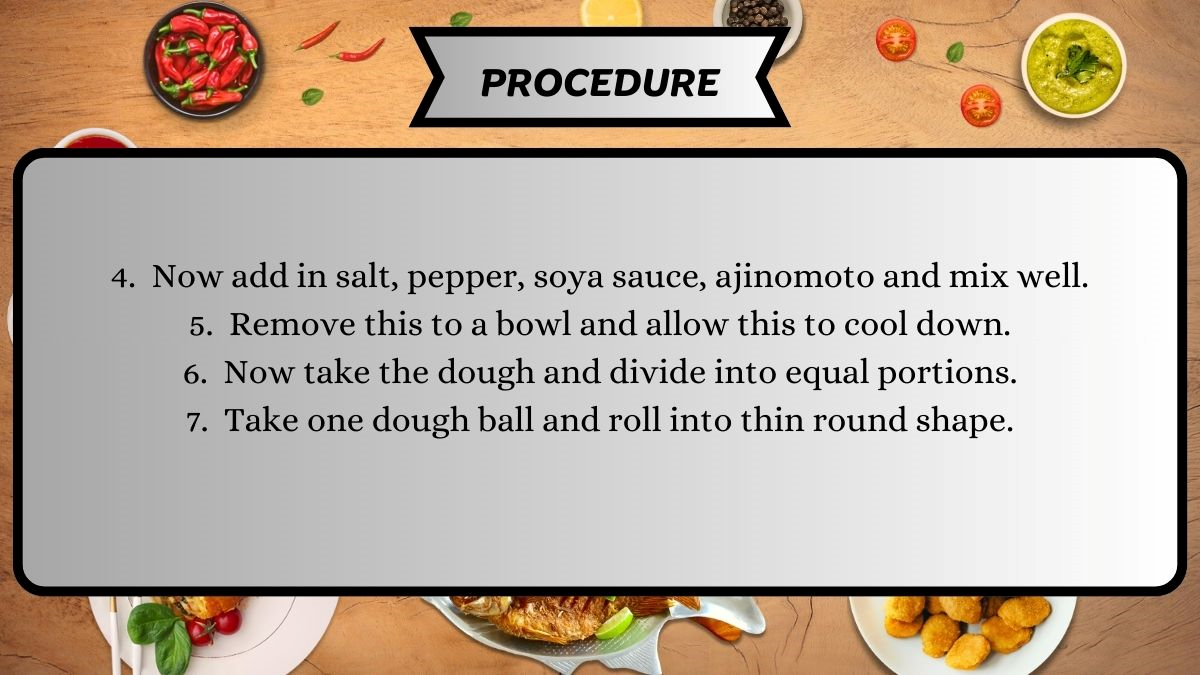 PROCEDURE
4. Now add in salt, pepper, soya sauce, ajinomoto and mix well.
5. Remove this to a bowl and allow this to cool down.
6. Now take the dough and divide into equal portions.
7. Take one dough ball and roll into thin round shape.